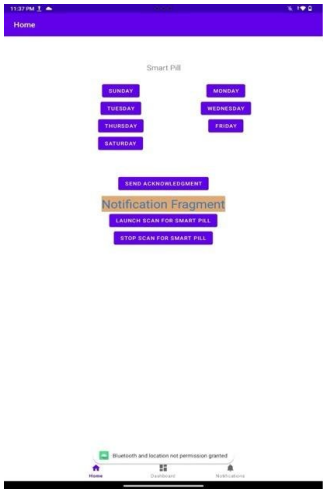 11:37 PM
Home
Smart Pill
SUNDAY MONDAY
TUESDAY WEDNESDAY
THURSDAY FRIDAY
SATURDAY
SEND ACKNOWLEDGMENT
Notification Fragment
LAUNCH SCAN FOR SMART PILL
STOP SCAN FOR SMART PILL
Bluetooth and location not permission granted
Home Dashboard Notifications